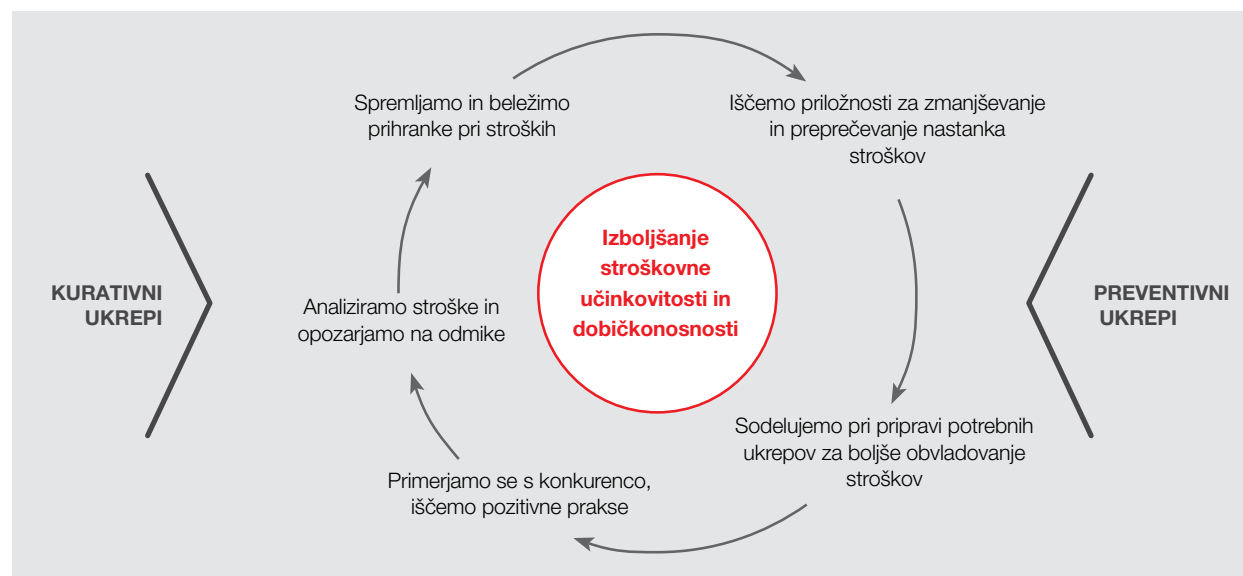 Spremljamo in beležimo
prihranke pri stroških
Iščemo priložnosti za zmanjševanje
in preprečevanje nastanka
stroškov
Izboljšanje
stroškovne
učinkovitosti in
dobičkonosnosti
KURATIVNI
UKREPI
Analiziramo stroške in
opozarjamo na odmike
PREVENTIVNI
UKREPI
Sodelujemo pri pripravi potrebnih
ukrepov za boljše obvladovanje
stroškov
Primerjamo se s konkurenco,
iščemo pozitivne prakse